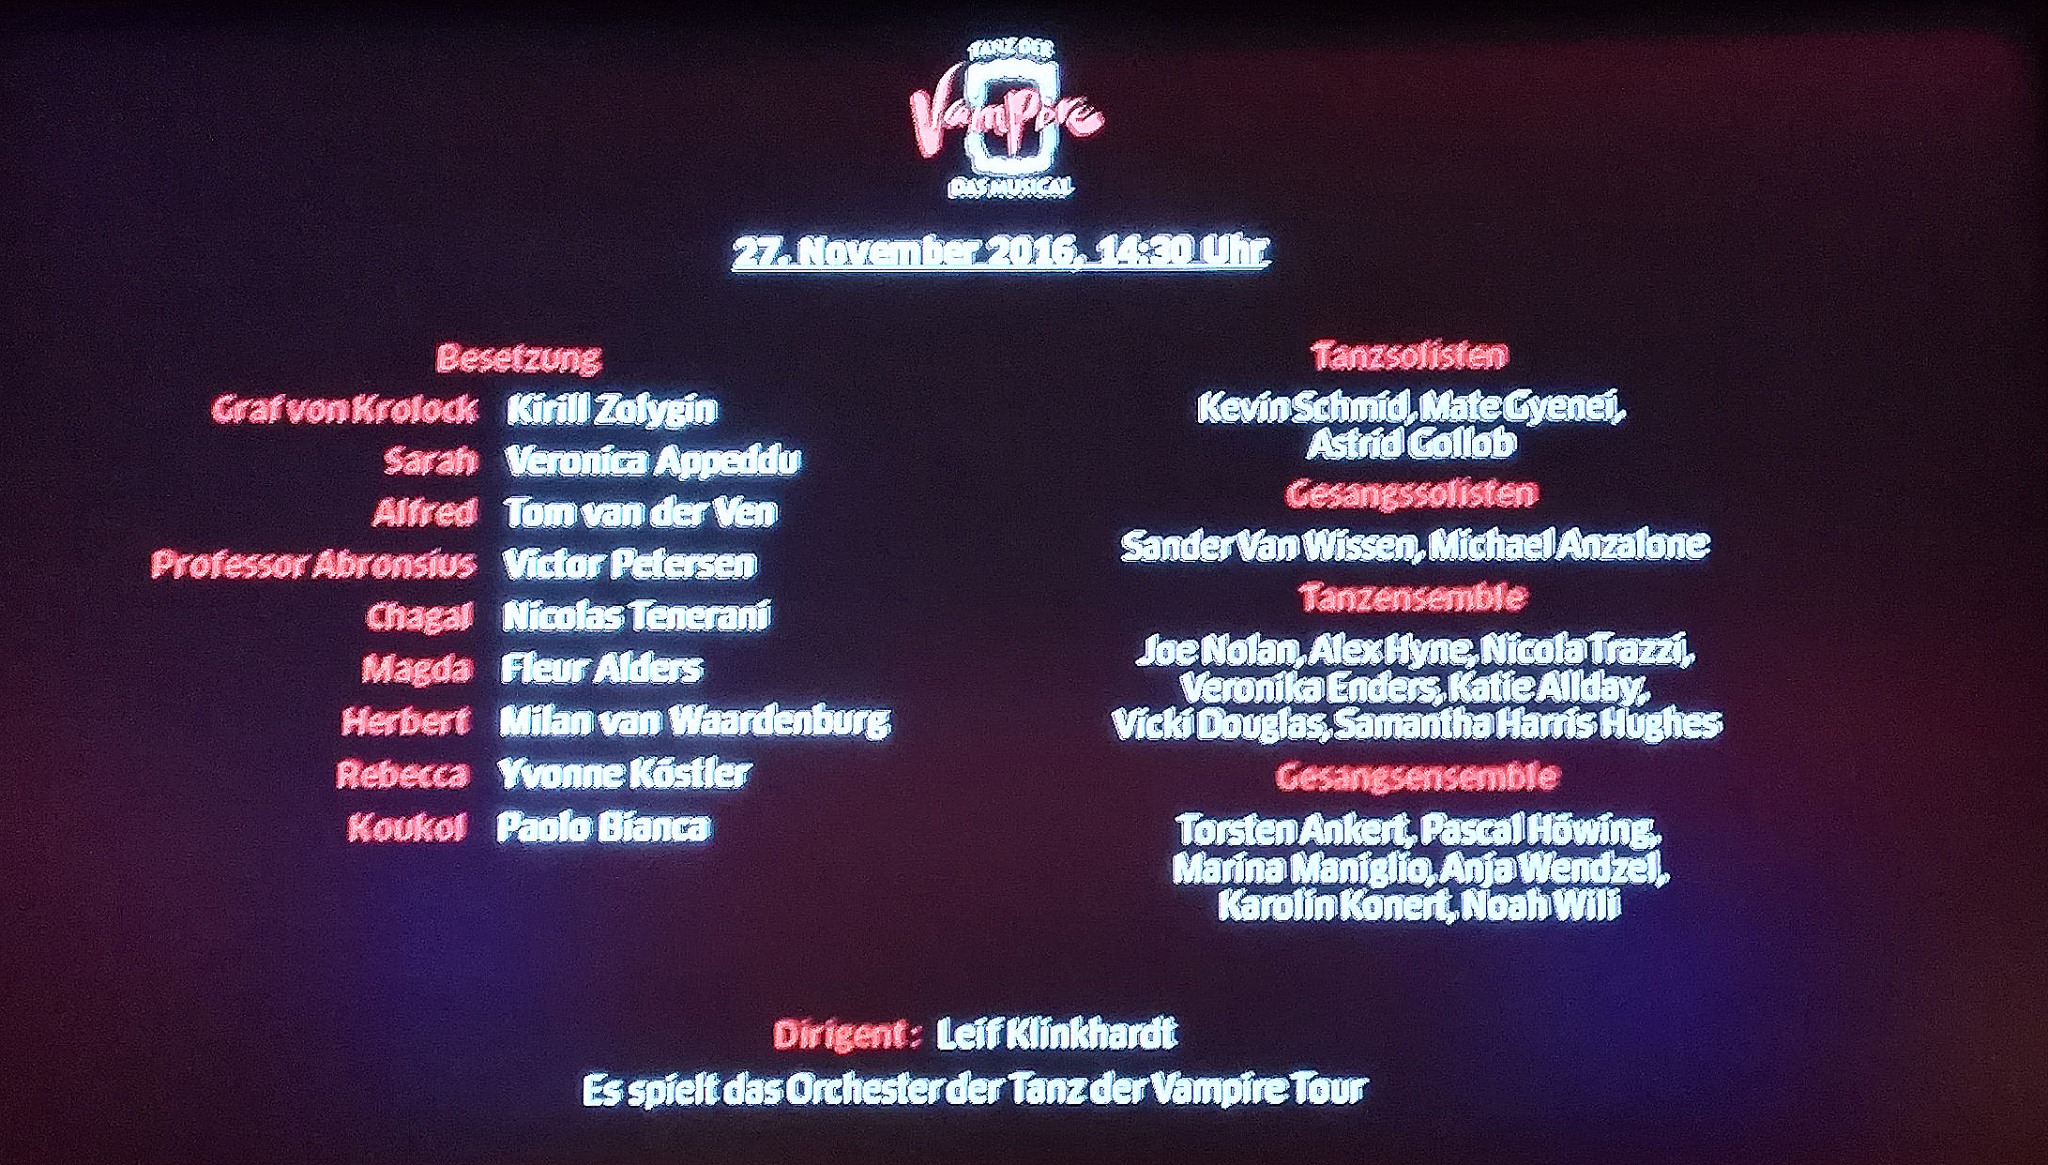 TANZ DER
Vampire
DAS MUSICAL
27. November 2016, 14:30 Uhr
Besetzung
Graf von Krolock Kirill Zolygin
Sarah Veronica Appeddu
Alfred Tom van der Ven
Professor Abronsius Victor Petersen
Chagal Nicolas Tenerani
Magda Fleur Alders
Herbert Milan van Waardenburg
Rebecca Yvonne Köstler
Koukol Paolo Bianca
Tanzsolisten
Kevin Schmid, Mate Gyenei,
Astrid Gollob
Gesangssolisten
Sander Van Wissen, Michael Anzalone
Tanzensemble
Joe Nolan, Alex Hyne, Nicola Trazzi,
Veronika Enders, Katie Allday,
Vicki Douglas, Samantha Harris Hughes
Gesangsensemble
Torsten Ankert, Pascal Höwing,
Marina Maniglio, Anja Wendzel,
Karolin Konert, Noah Wili
Dirigent: Leif Klinkhardt
Es spielt das Orchester der Tanz der Vampire Tour